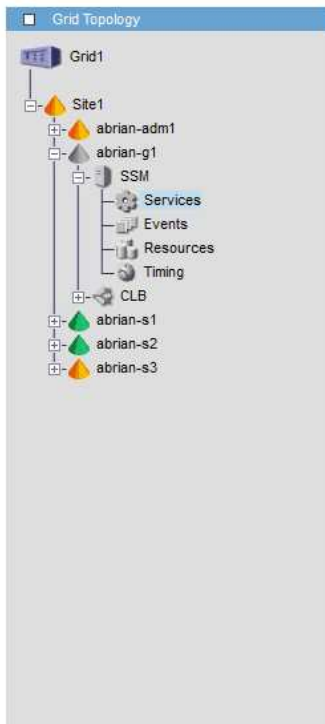 Grid Topology
Grid1
Site1
abrian-adm1
abrian-g1
SSM
Services
Events
Resources
Timing
CLB
abrian-s1
abrian-s2
abrian-s3